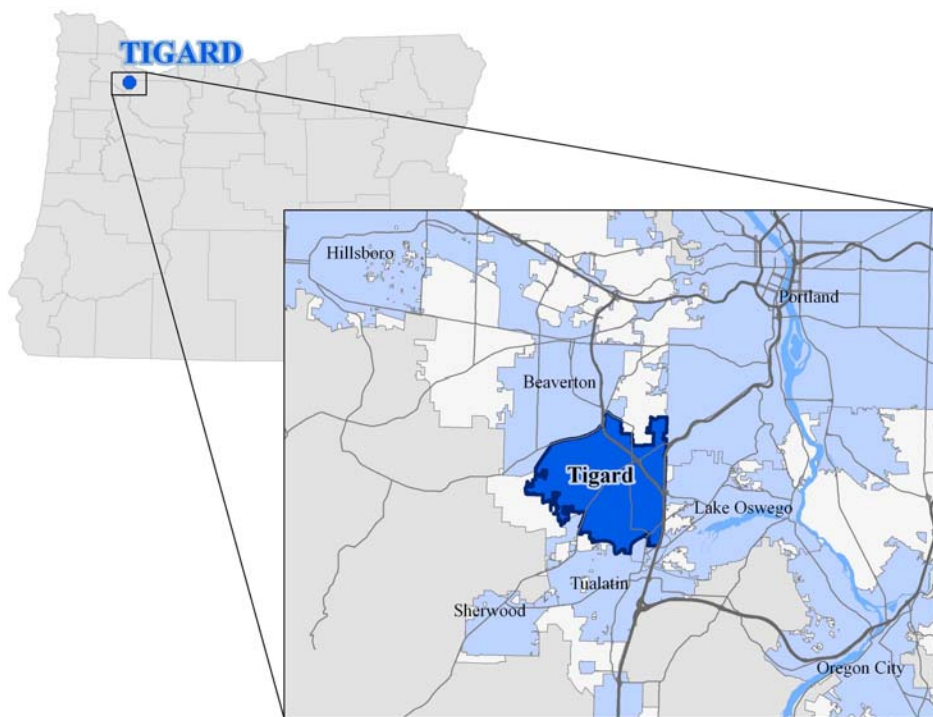 TIGARD
Hillsboro
Portland
Beaverton
Tigard
Lake Oswego
Tualatin
Sherwood
Oregon City